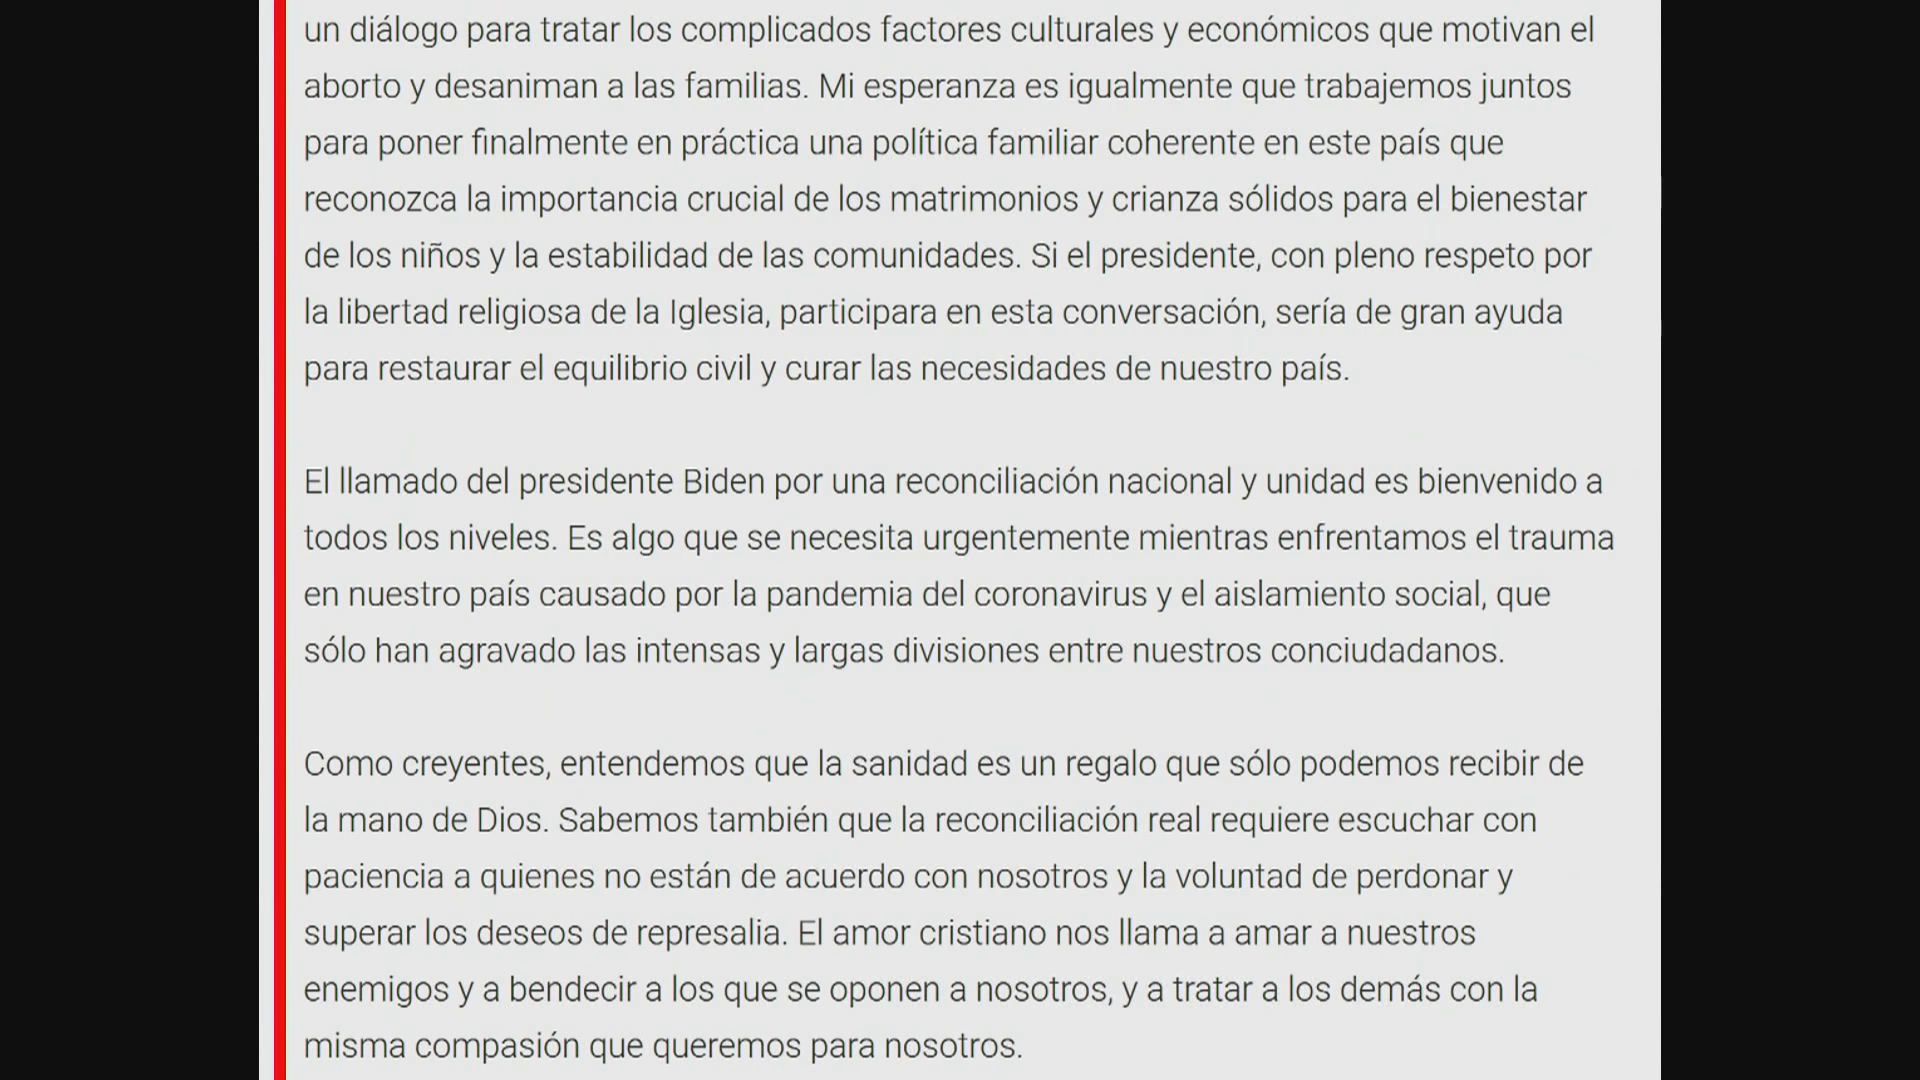 un diálogo para tratar los complicados factores culturales y económicos que motivan el
aborto y desaniman a las familias. Mi esperanza es igualmente que trabajemos juntos
para poner finalmente en práctica una política familiar coherente en este país que
reconozca la importancia crucial de los matrimonios y crianza sólidos para el bienestar
de los niños y la estabilidad de las comunidades. Si el presidente, con pleno respeto por
la libertad religiosa de la Iglesia, participara en esta conversación, sería de gran ayuda
para restaurar el equilibrio civil y curar las necesidades de nuestro país.
El llamado del presidente Biden por una reconciliación nacional y unidad es bienvenido a
todos los niveles. Es algo que se necesita urgentemente mientras enfrentamos el trauma
en nuestro país causado por la pandemia del coronavirus y el aislamiento social, que
sólo han agravado las intensas y largas divisiones entre nuestros conciudadanos.
Como creyentes, entendemos que la sanidad es un regalo que sólo podemos recibir de
la mano de Dios. Sabemos también que la reconciliación real requiere escuchar con
paciencia a quienes no están de acuerdo con nosotros y la voluntad de perdonar y
superar los deseos de represalia. El amor cristiano nos llama a amar a nuestros
enemigos y a bendecir a los que se oponen a nosotros, y a tratar a los demás con la
misma compasión que queremos para nosotros.